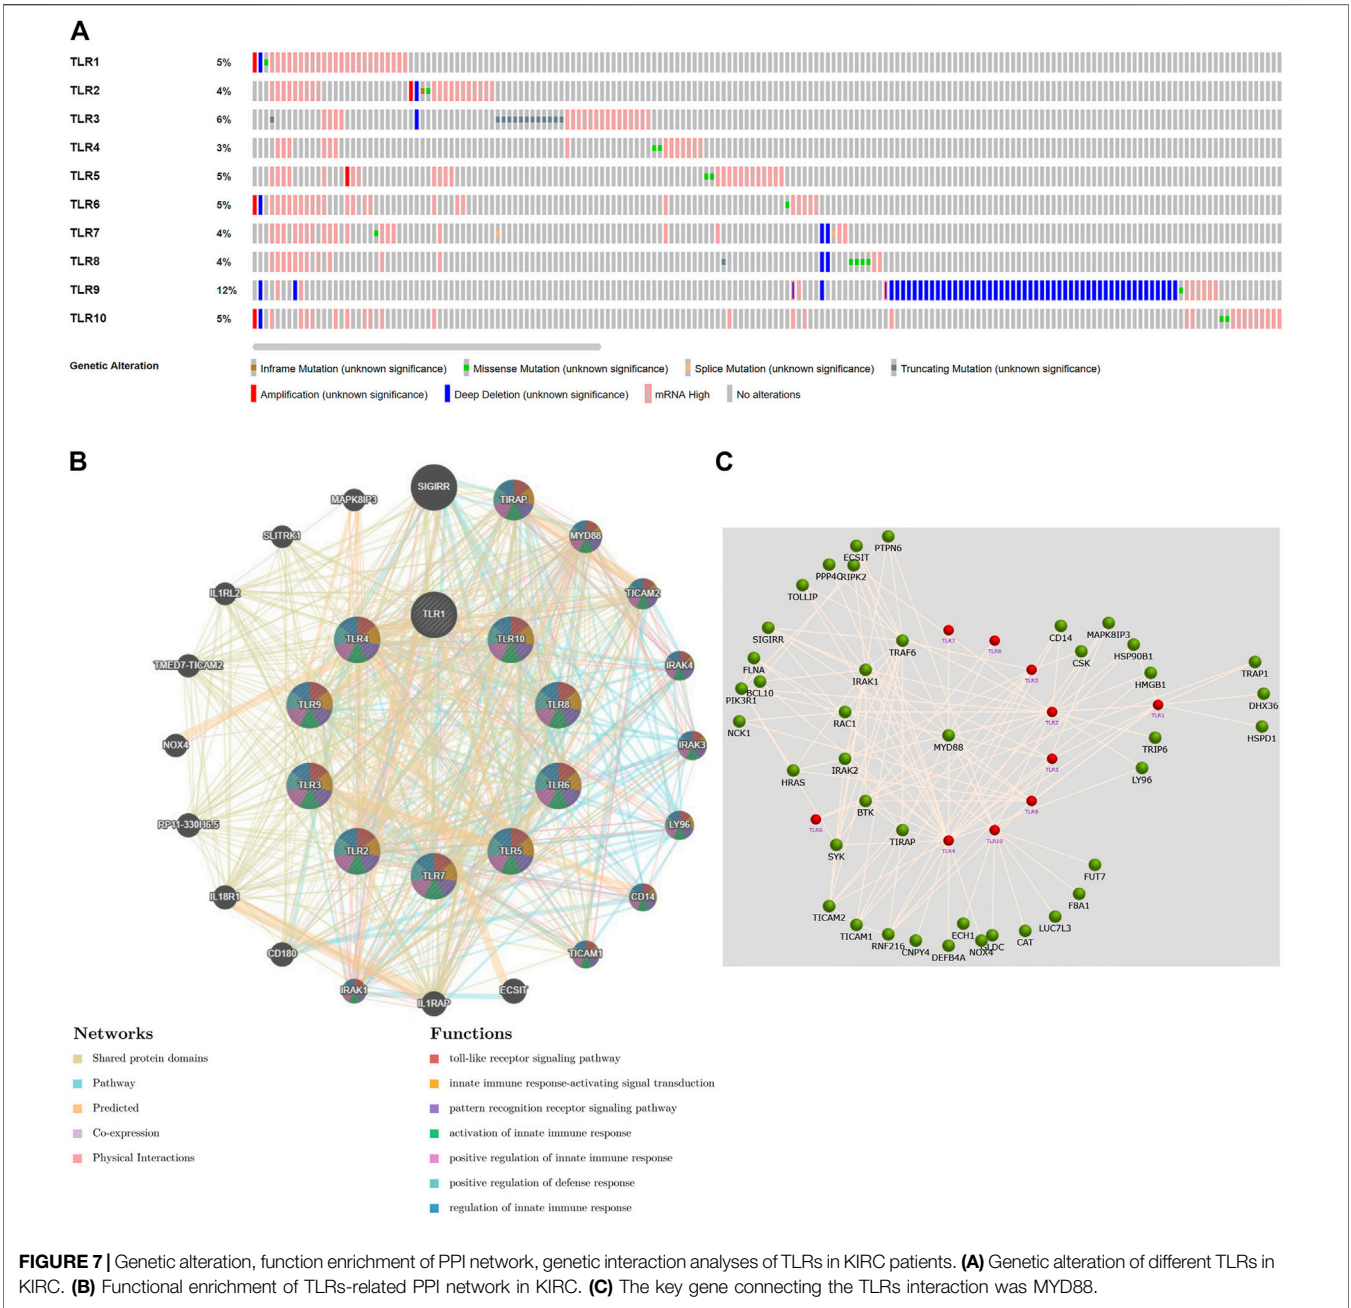 A
TLR1 5%
TLR2 4%
TLR3 6%
TLR4 3%
TLR5 5%
TLR6 5%
TLR7 4%
TLR8 4%
TLR9 12%
TLR10 5%
Genetic Alteration
Inframe Mutation (unknown significance) Missense Mutation (unknown significance) Splice Mutation (unknown significance) Truncating Mutation (unknown significance)
Amplification (unknown significance) Deep Deletion (unknown significance) mRNA High No alterations
B
SIGIRR
MAPK8IP3
TIRAP
SLITRK1
MYD88
IL1RL2
TICAM2
TLR1
TLR4
TLR10
TMED7-TICAM2
IRAK4
TLR9
TLR8
NOX4
IRAK3
TLR3
TLR6
RP11-330H6.5
LY96
TLR2
TLR5
TLR7
IL18R1
CD14
CD180
TICAM1
IRAK1
ECSIT
IL1RAP
Networks
Shared protein domains
Pathway
Predicted
Co-expression
Physical Interactions
Functions
toll-like receptor signaling pathway
innate immune response-activating signal transduction
pattern recognition receptor signaling pathway
activation of innate immune response
positive regulation of innate immune response
positive regulation of defense response
regulation of innate immune response
C
PTPN6
ECSIT
PPP4C
RIPK2
TOLLIP
SIGIRR
TLR7
TLR8
CD14
MAPK8IP3
TRAF6
HSP90B1
CSK
FLNA
TRAP1
IRAK1
TLR3
HMGB1
BCL10
PIK3R1
DHX36
RAC1
TLR2
TLR1
NCK1
HSPD1
MYD88
TRIP6
IRAK2
TLR5
HRAS
LY96
BTK
TLR9
TLR6
TIRAP
TLR10
TLR4
SYK
FUT7
F8A1
TICAM2
LUC7L3
TICAM1
ECH1
CAT
RNF216
CNPY4
NOX4
GLDC
DEFB4A
FIGURE 7 | Genetic alteration, function enrichment of PPI network, genetic interaction analyses of TLRs in KIRC patients. (A) Genetic alteration of different TLRs in
KIRC. (B) Functional enrichment of TLRs-related PPI network in KIRC. (C) The key gene connecting the TLRs interaction was MYD88.